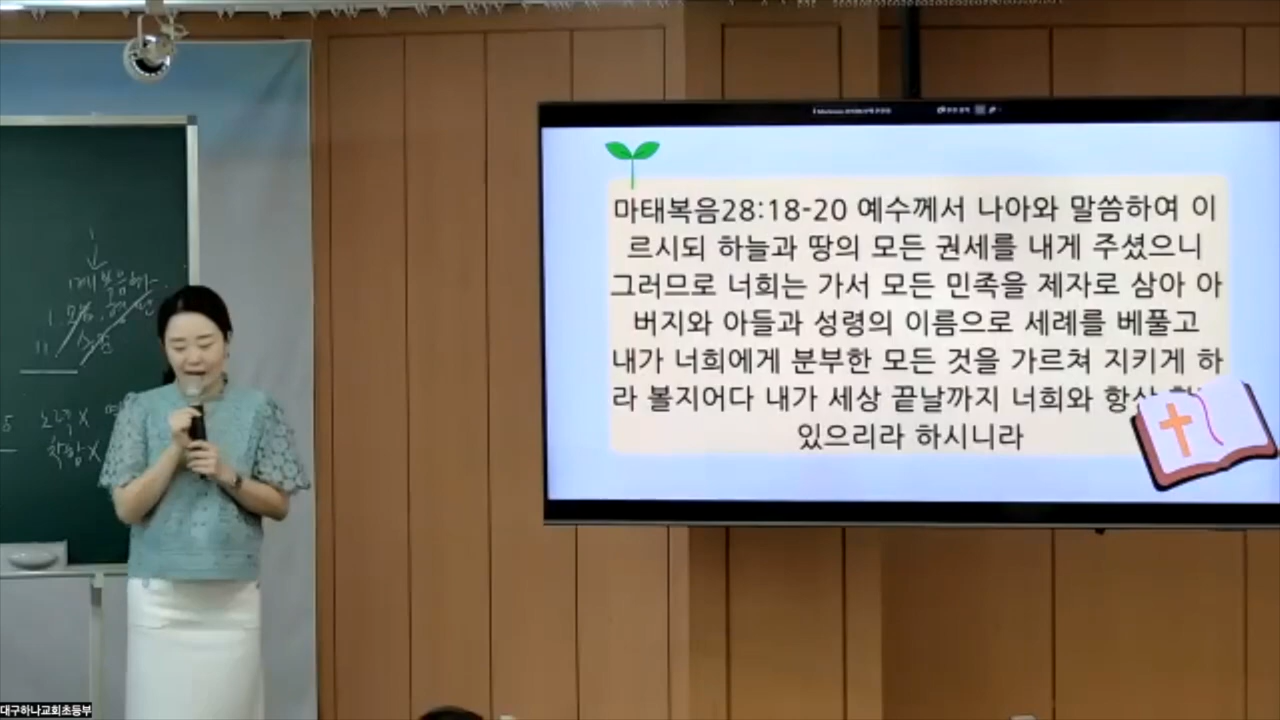 마태복음28:18-20 예수께서 나아와 말씀하여 이
르시되 하늘과 땅의 모든 권세를 내게 주셨으니
그러므로 너희는 가서 모든 민족을 제자로 삼아 아
버지와 아들과 성령의 이름으로 세례를 베풀고
내가 너희에게 분부한 모든 것을 가르쳐 지키게 하
라 볼지어다 내가 세상 끝날까지 너희와 항상
있으리라 하시니라
노력X
착함X
대구하나교회초등부